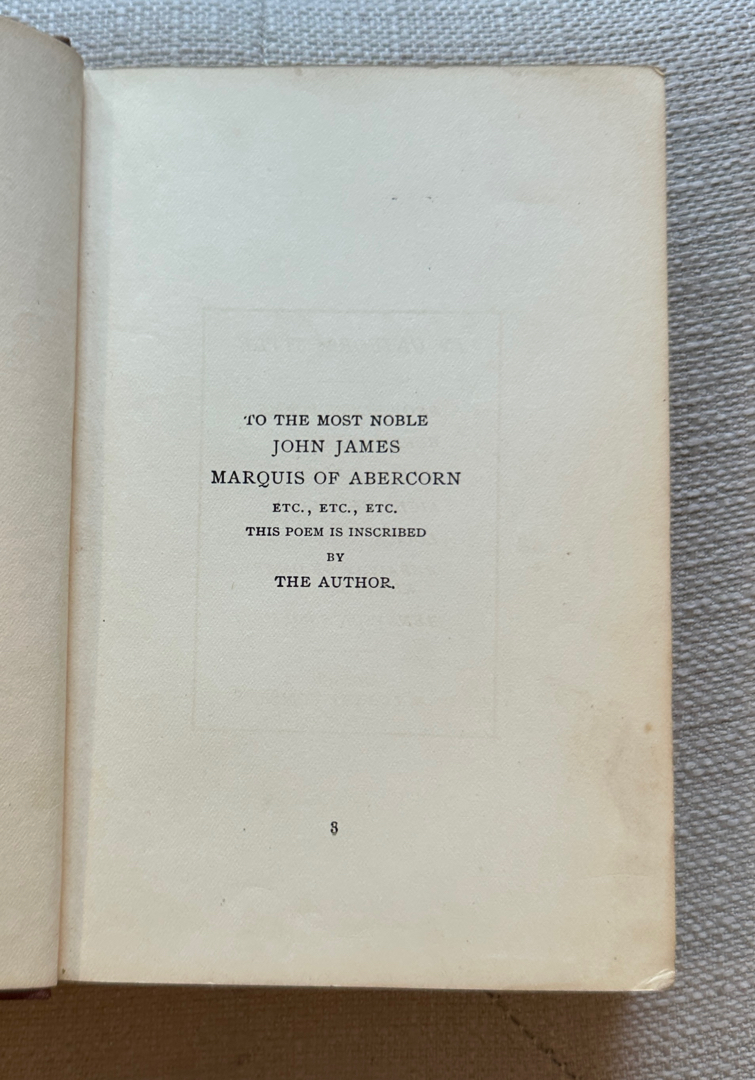 TO THE MOST NOBLE
JOHN JAMES
MARQUIS OF ABERCORN
ETC., ETC., ETC.
THIS POEM IS INSCRIBED
BY
THE AUTHOR.
3